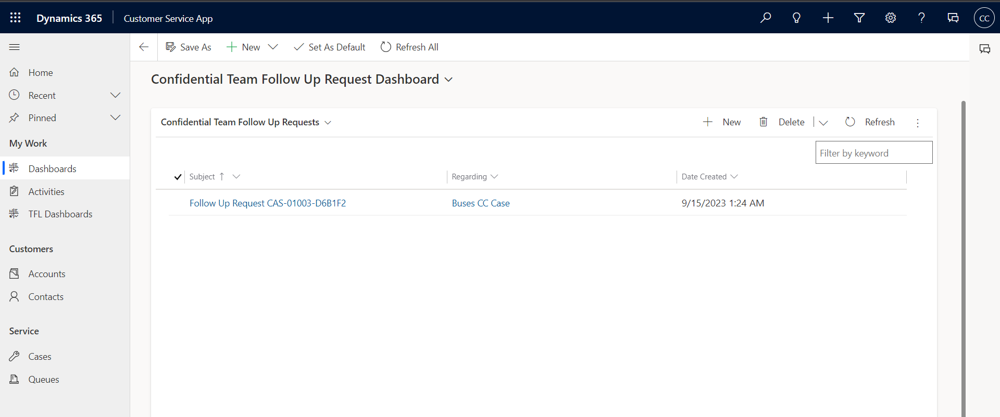 Dynamics 365 Customer Service App
CC
Save As New Set As Default Refresh All
Home
Recent
Pinned
My Work
Dashboards
Activities
TFL Dashboards
Customers
Accounts
Contacts
Service
Cases
Queues
Confidential Team Follow Up Request Dashboard
Confidential Team Follow Up Requests New Delete Refresh
Filter by keyword
Subject Regarding Date Created
Follow Up Request CAS-01003-D6B1F2 Buses CC Case 9/15/2023 1:24 AM